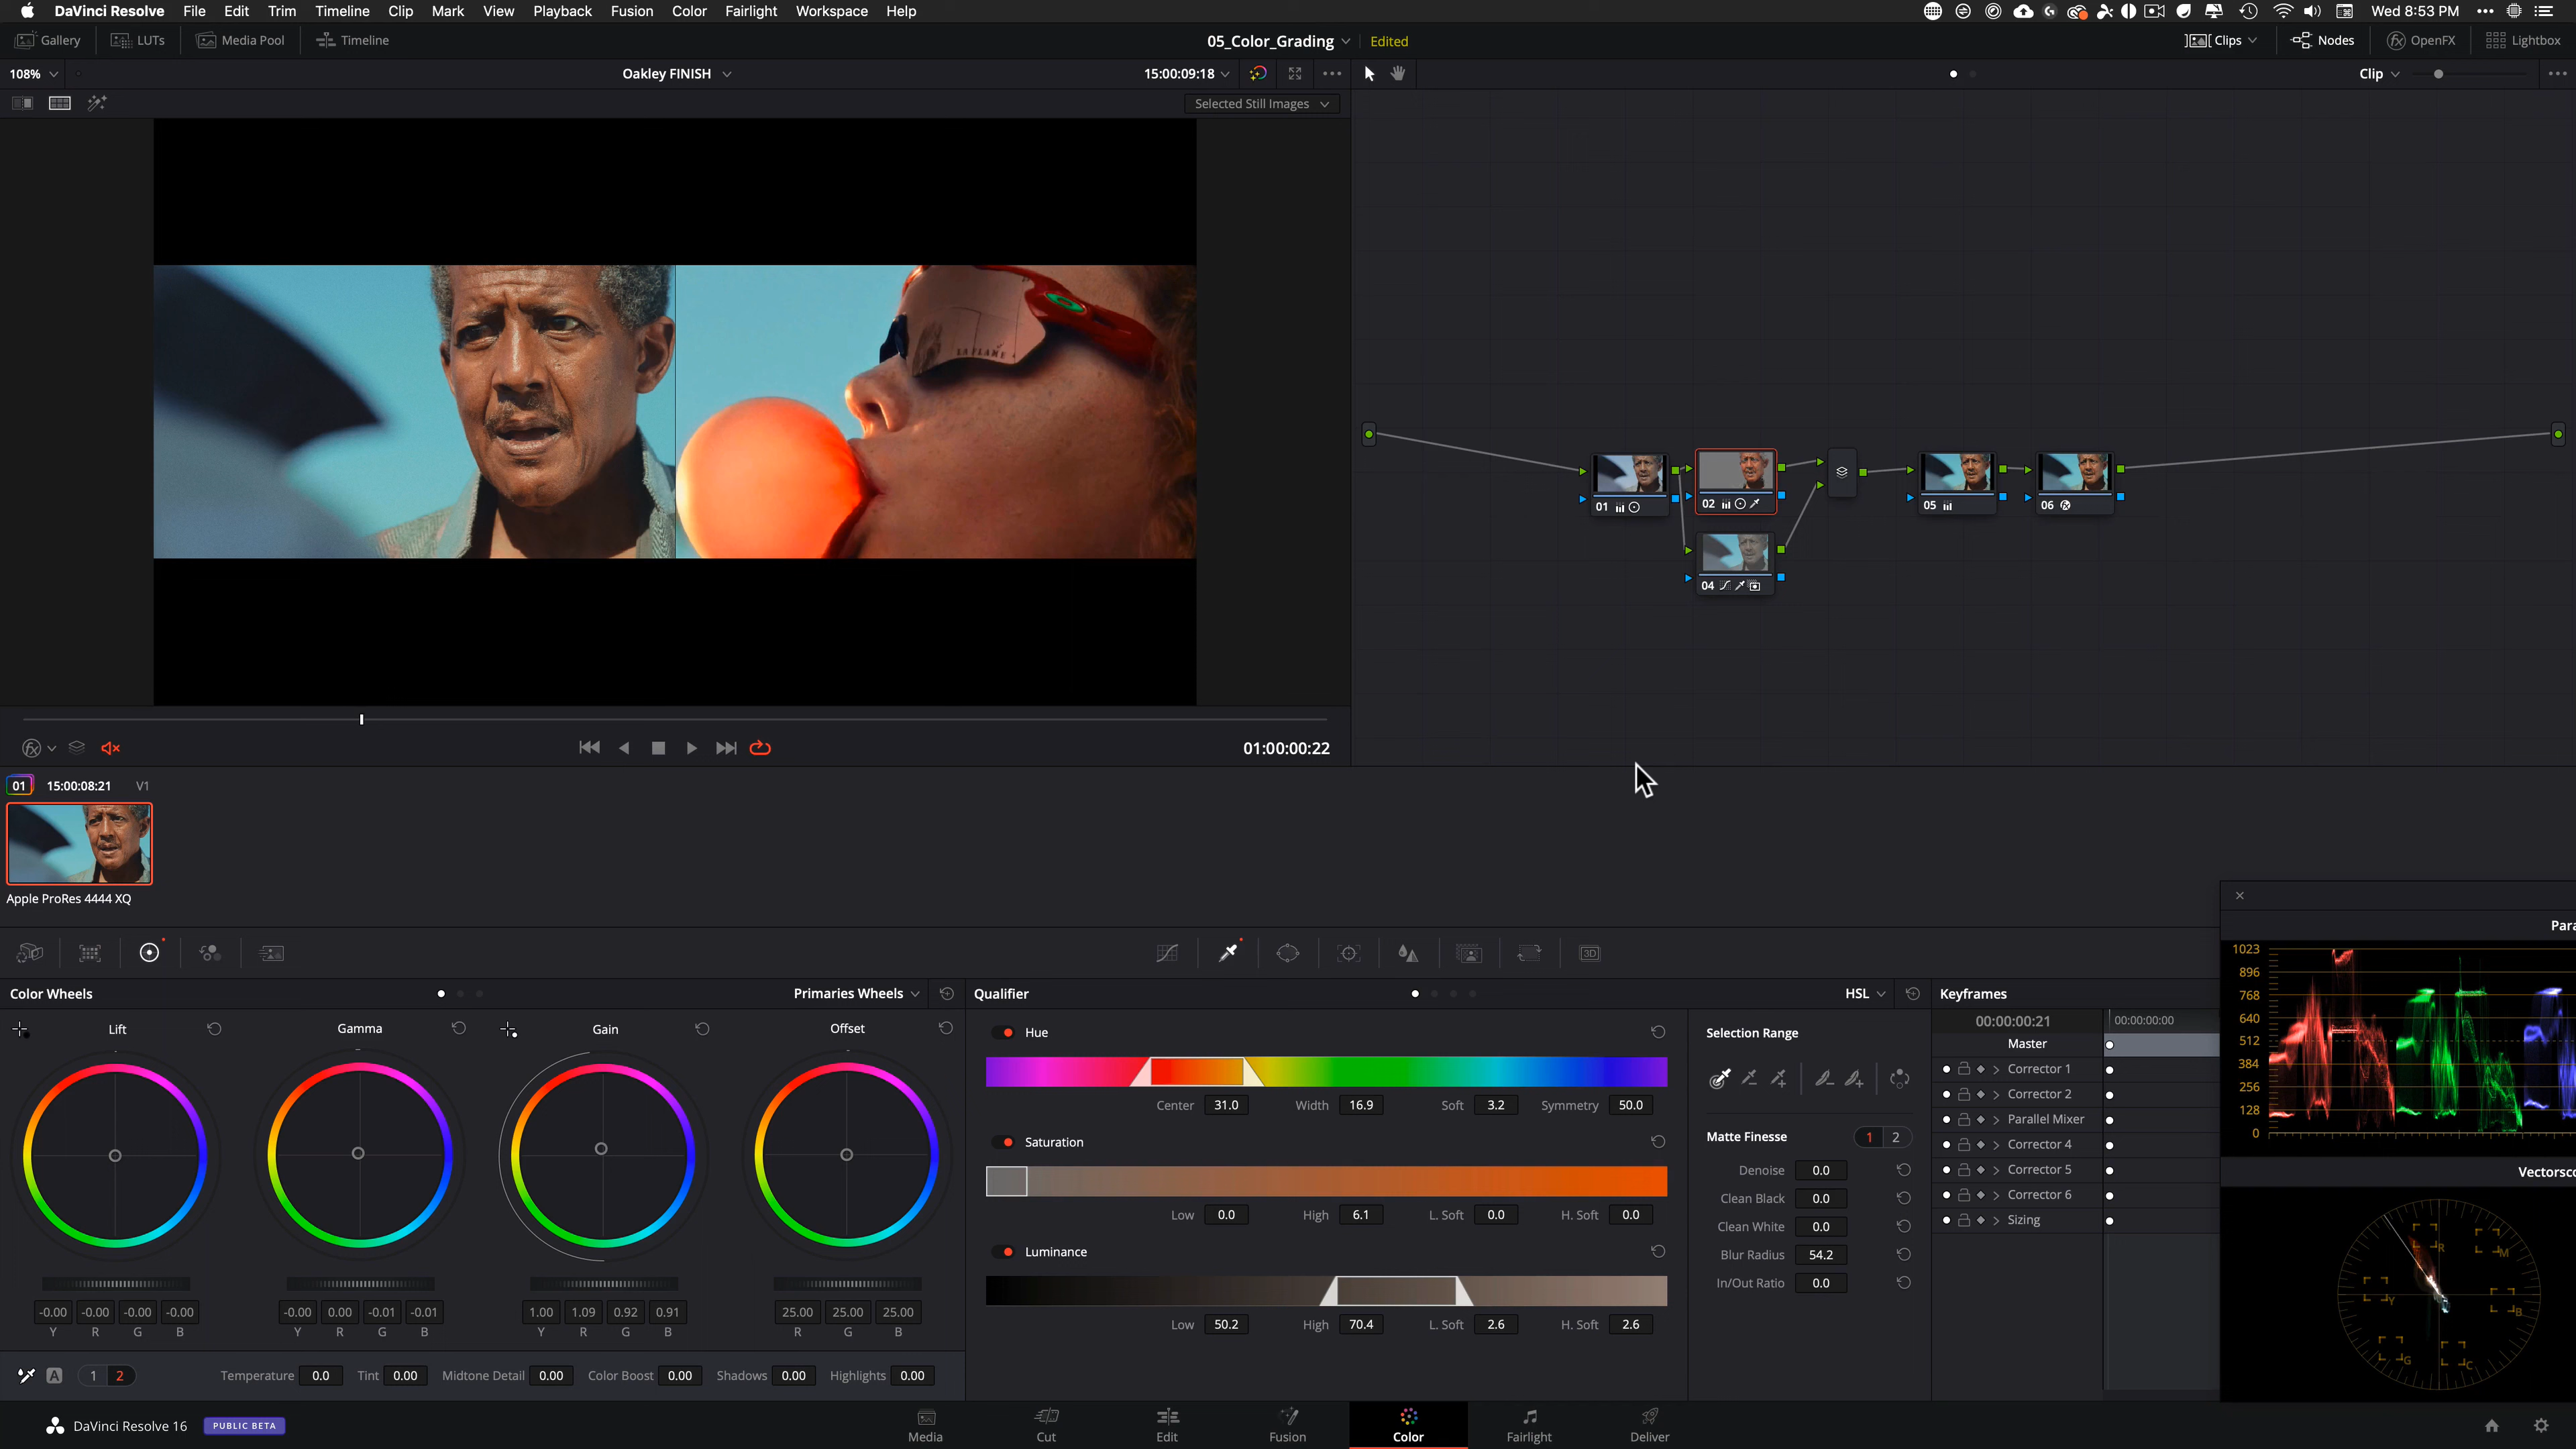 DaVinci Resolve File Edit Trim Timeline Clip Mark View Playback Fusion Color Fairlight Workspace Help Wed 8:53 PM
Gallery LUTs Media Pool Timeline 05_Color_Grading Edited Clips Nodes OpenFX Lightbox
108% Oakley FINISH 15:00:09:18 Clip
Selected Still Images
01 02 05 06
04
01:00:00:22
01 15:00:08:21 V1
Apple ProRes 4444 XQ
Color Wheels Primaries Wheels Qualifier HSL Keyframes
Lift Gamma Gain Offset
-0.00 -0.00 -0.00 -0.00 -0.00 0.00 -0.01 -0.01 1.00 1.09 0.92 0.91 25.00 25.00 25.00
Y R G B Y R G B Y R G B R G B
A 1 2 Temperature 0.0 Tint 0.00 Midtone Detail 0.00 Color Boost 0.00 Shadows 0.00 Highlights 0.00
Hue
Center 31.0 Width 16.9 Soft 3.2 Symmetry 50.0
Saturation
Low 0.0 High 6.1 L. Soft 0.0 H. Soft 0.0
Luminance
Low 50.2 High 70.4 L. Soft 2.6 H. Soft 2.6
Selection Range
Matte Finesse 1 2
Denoise 0.0
Clean Black 0.0
Clean White 0.0
Blur Radius 54.2
In/Out Ratio 0.0
00:00:00:21 00:00:00:00
Master
Corrector 1
Corrector 2
Parallel Mixer
Corrector 4
Corrector 5
Corrector 6
Sizing
Para
1023
896
768
640
512
384
256
128
0
Vectorsco
R M
Y B
G C
3D
DaVinci Resolve 16 PUBLIC BETA
Media Cut Edit Fusion Color Fairlight Deliver